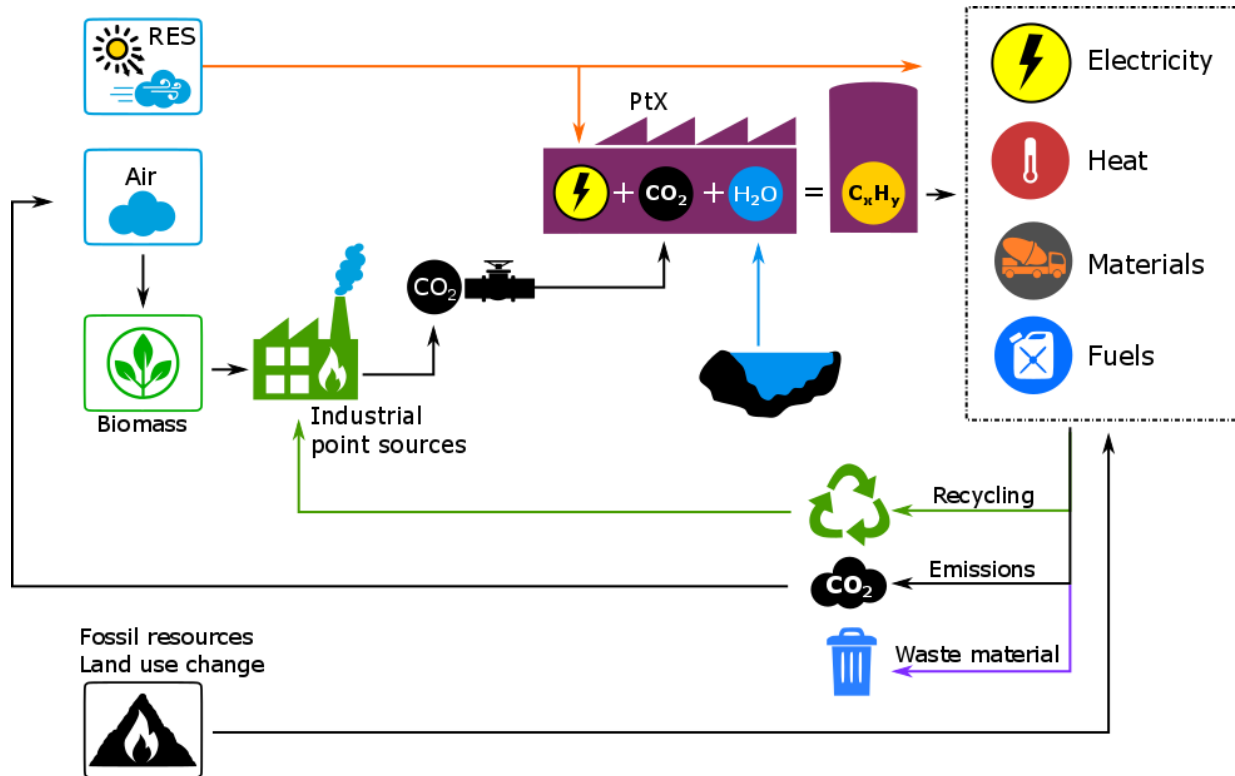 RES
PtX
Electricity
Air
Heat
+ CO₂ + H₂O = CₓHᵧ
CO₂
Materials
Fuels
Biomass
Industrial
point sources
Recycling
Emissions
CO₂
Fossil resources
Land use change
Waste material